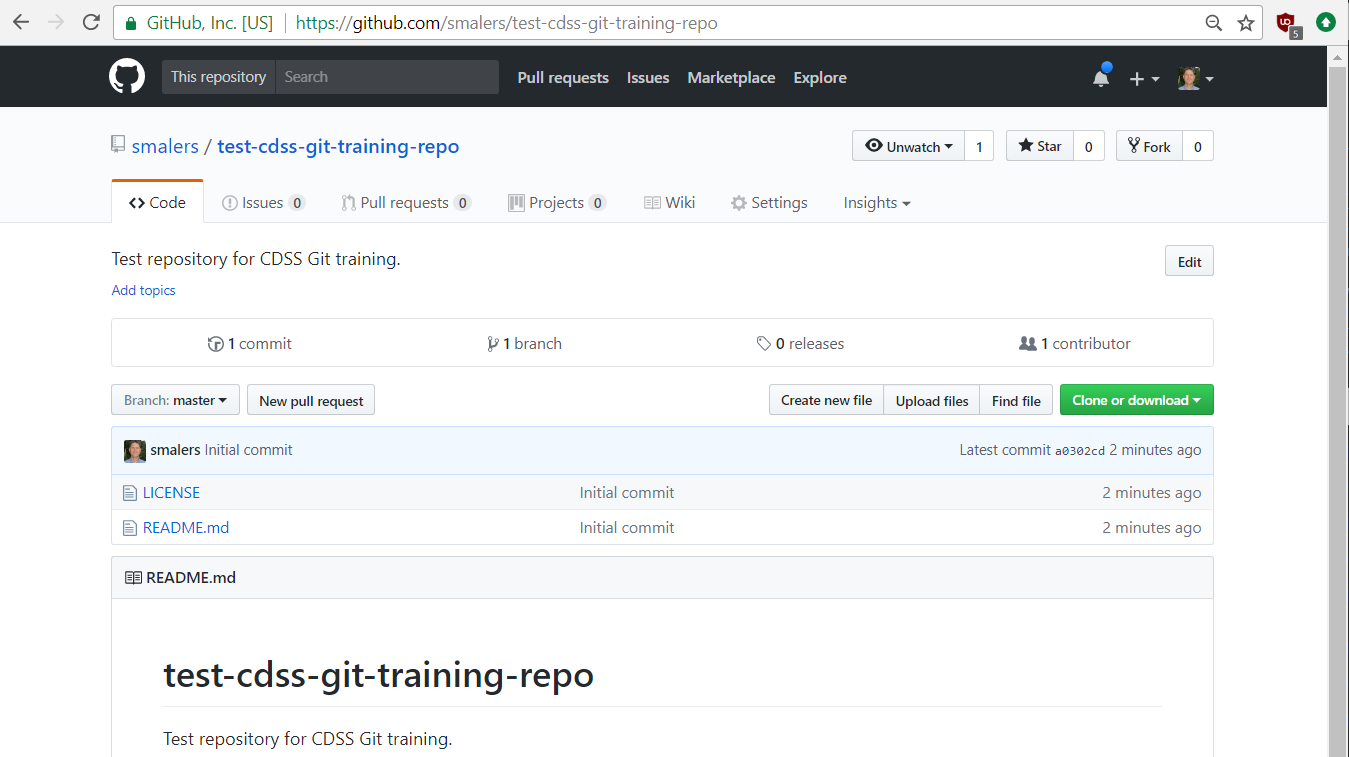 GitHub, Inc. [US] https://github.com/smalers/test-cdss-git-training-repo
5
This repository Search Pull requests Issues Marketplace Explore
smalers / test-cdss-git-training-repo Unwatch 1 Star 0 Fork 0
Code Issues 0 Pull requests 0 Projects 0 Wiki Settings Insights
Test repository for CDSS Git training. Edit
Add topics
1 commit 1 branch 0 releases 1 contributor
Branch: master New pull request Create new file Upload files Find file Clone or download
smalers Initial commit Latest commit a0302cd 2 minutes ago
LICENSE Initial commit 2 minutes ago
README.md Initial commit 2 minutes ago
README.md
test-cdss-git-training-repo
Test repository for CDSS Git training.